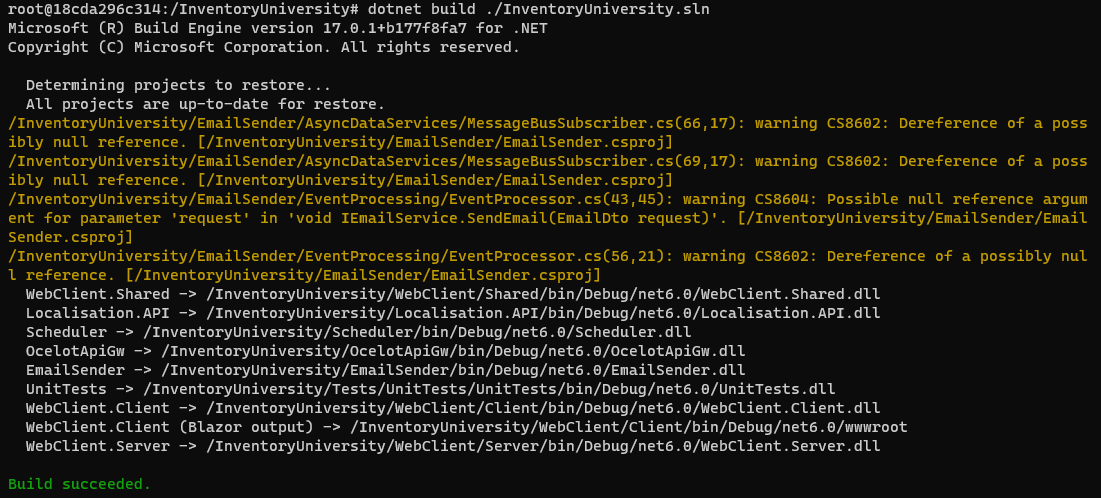 root@18cda296c314:/InventoryUniversity# dotnet build ./InventoryUniversity.sln
Microsoft (R) Build Engine version 17.0.1+b177f8fa7 for .NET
Copyright (C) Microsoft Corporation. All rights reserved.
Determining projects to restore...
All projects are up-to-date for restore.
/InventoryUniversity/EmailSender/AsyncDataServices/MessageBusSubscriber.cs(66,17): warning CS8602: Dereference of a poss
ibly null reference. [/InventoryUniversity/EmailSender/EmailSender.csproj]
/InventoryUniversity/EmailSender/AsyncDataServices/MessageBusSubscriber.cs(69,17): warning CS8602: Dereference of a poss
ibly null reference. [/InventoryUniversity/EmailSender/EmailSender.csproj]
/InventoryUniversity/EmailSender/EventProcessing/EventProcessor.cs(43,45): warning CS8604: Possible null reference argum
ent for parameter 'request' in 'void IEmailService.SendEmail(EmailDto request)'. [/InventoryUniversity/EmailSender/Email
Sender.csproj]
/InventoryUniversity/EmailSender/EventProcessing/EventProcessor.cs(56,21): warning CS8602: Dereference of a possibly nul
l reference. [/InventoryUniversity/EmailSender/EmailSender.csproj]
WebClient.Shared -> /InventoryUniversity/WebClient/Shared/bin/Debug/net6.0/WebClient.Shared.dll
Localisation.API -> /InventoryUniversity/Localisation.API/bin/Debug/net6.0/Localisation.API.dll
Scheduler -> /InventoryUniversity/Scheduler/bin/Debug/net6.0/Scheduler.dll
OcelotApiGw -> /InventoryUniversity/OcelotApiGw/bin/Debug/net6.0/OcelotApiGw.dll
EmailSender -> /InventoryUniversity/EmailSender/bin/Debug/net6.0/EmailSender.dll
UnitTests -> /InventoryUniversity/Tests/UnitTests/UnitTests/bin/Debug/net6.0/UnitTests.dll
WebClient.Client -> /InventoryUniversity/WebClient/Client/bin/Debug/net6.0/WebClient.Client.dll
WebClient.Client (Blazor output) -> /InventoryUniversity/WebClient/Client/bin/Debug/net6.0/wwwroot
WebClient.Server -> /InventoryUniversity/WebClient/Server/bin/Debug/net6.0/WebClient.Server.dll
Build succeeded.